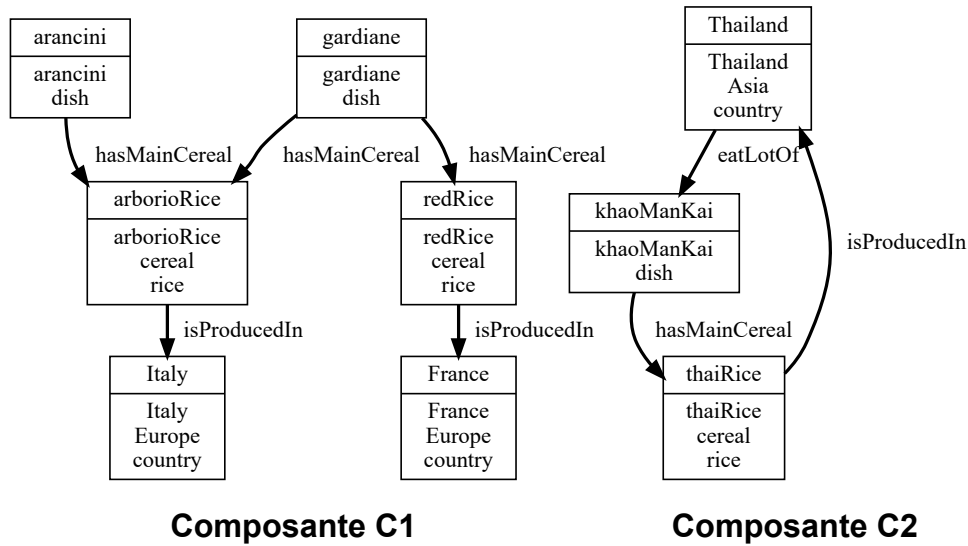 arancini
arancini
dish
gardiane
gardiane
dish
hasMainCereal
hasMainCereal
hasMainCereal
arborioRice
arborioRice
cereal
rice
redRice
redRice
cereal
rice
isProducedIn
isProducedIn
Italy
Italy
Europe
country
France
France
Europe
country
Composante C1
Thailand
Thailand
Asia
country
eatLotOf
khaoManKai
khaoManKai
dish
isProducedIn
hasMainCereal
thaiRice
thaiRice
cereal
rice
Composante C2